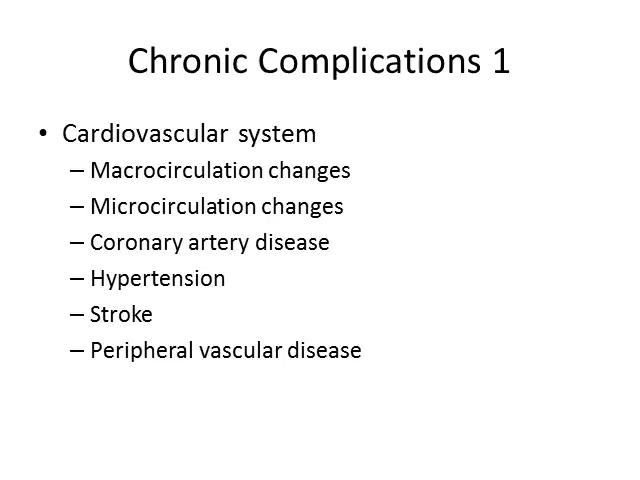 Chronic Complications 1
• Cardiovascular system
– Macrocirculation changes
– Microcirculation changes
– Coronary artery disease
– Hypertension
– Stroke
– Peripheral vascular disease